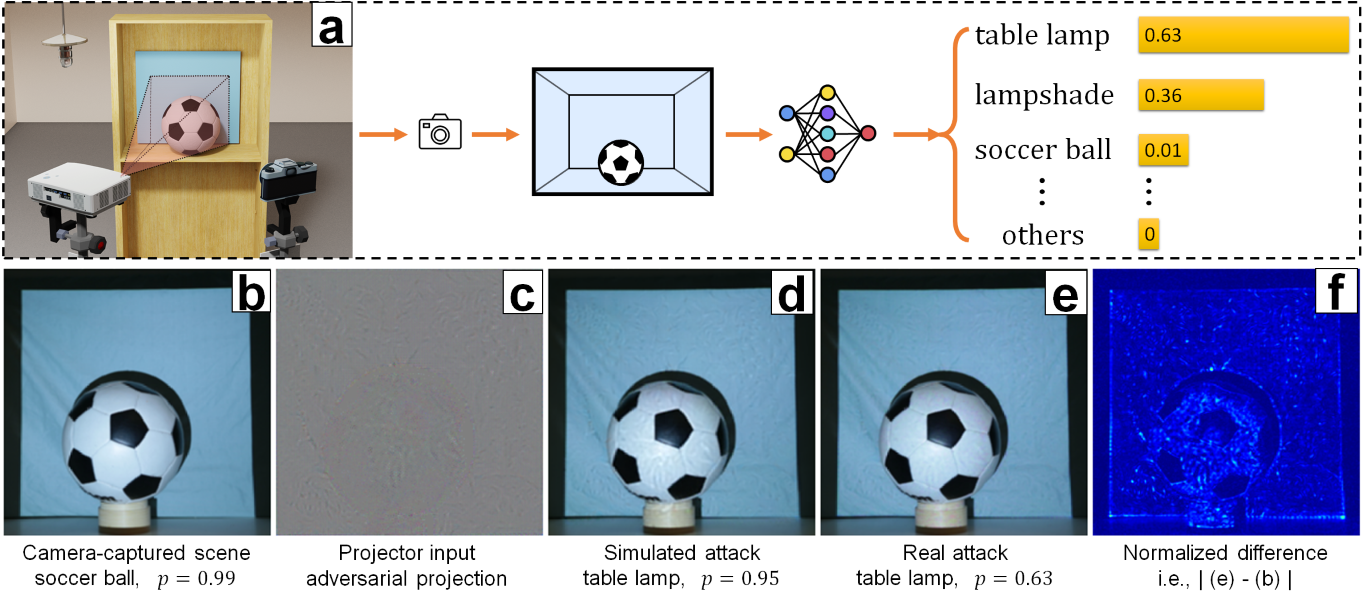 a
table lamp 0.63
lampshade 0.36
soccer ball 0.01
⋮ ⋮
others 0
b
c
d
e
f
Camera-captured scene
soccer ball, p = 0.99
Projector input
adversarial projection
Simulated attack
table lamp, p = 0.95
Real attack
table lamp, p = 0.63
Normalized difference
i.e., | (e) - (b) |